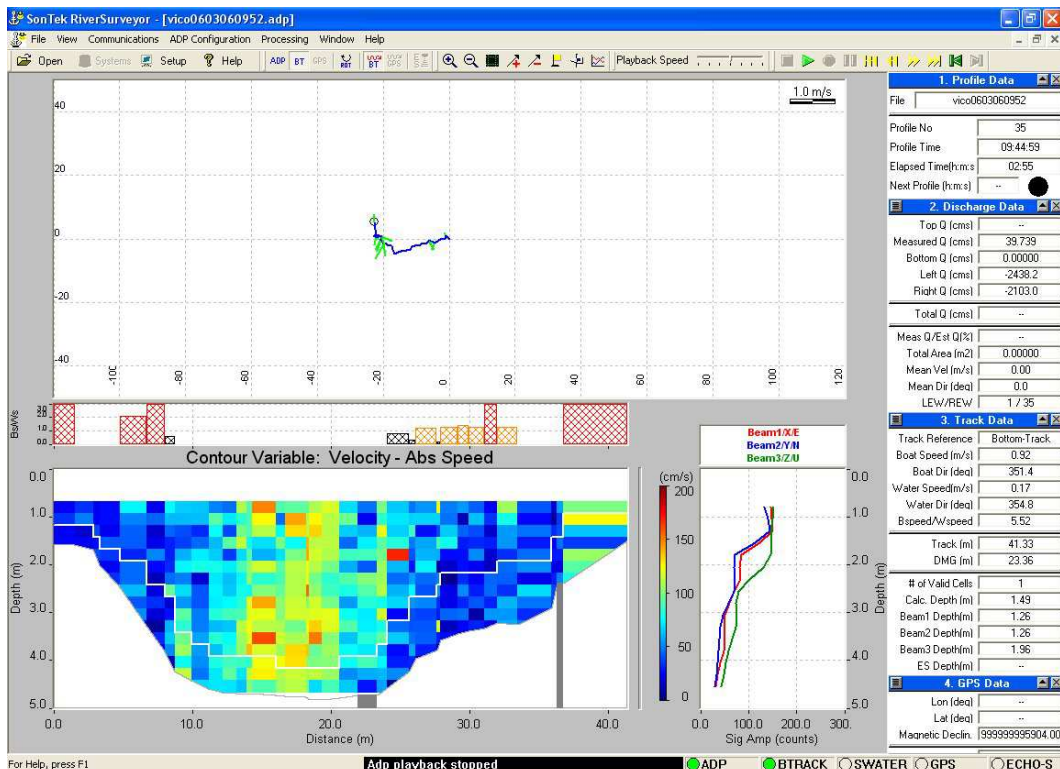 SonTek RiverSurveyor - [vico0603060952.adp]
File View Communications ADP Configuration Processing Window Help
Open Systems Setup Help ADP BT GPS BT GPS Playback Speed
1.0 m/s
40
20
0
-20
-40
-100 -80 -60 -40 -20 0 20 40 60 80 100 120
Bs/Ws
3.0
2.0
1.0
0.0
Contour Variable: Velocity - Abs Speed
Depth (m)
0.0
1.0
2.0
3.0
4.0
5.0
0.0 10.0 20.0 30.0 40.0
Distance (m)
(cm/s)
200
150
100
50
0
Beam1/X/E
Beam2/Y/N
Beam3/Z/U
0.0
1.0
2.0
3.0
4.0
5.0
Depth (m)
0.0 100.0 200.0 300.
Sig Amp (counts)
1. Profile Data
File vico0603060952
Profile No 35
Profile Time 09:44:59
Elapsed Time(h:m:s) 02:55
Next Profile (h:m:s) --
2. Discharge Data
Top Q (cms) --
Measured Q (cms) 39.739
Bottom Q (cms) 0.00000
Left Q (cms) -2438.2
Right Q (cms) -2103.0
Total Q (cms) --
Meas Q/Est Q(%) --
Total Area (m2) 0.00000
Mean Vel (m/s) 0.00
Mean Dir (deg) 0.0
LEW/REW 1 / 35
3. Track Data
Track Reference Bottom-Track
Boat Speed (m/s) 0.92
Boat Dir (deg) 351.4
Water Speed(m/s) 0.17
Water Dir (deg) 354.8
Bspeed/Wspeed 5.52
Track (m) 41.33
DMG (m) 23.36
# of Valid Cells 1
Calc. Depth (m) 1.49
Beam1 Depth(m) 1.26
Beam2 Depth(m) 1.26
Beam3 Depth(m) 1.96
ES Depth(m) --
4. GPS Data
Lon (deg) --
Lat (deg) --
Magnetic Declin. 999999995904.00
For Help, press F1 Adp playback stopped ADP BTRACK SWATER GPS ECHO-S